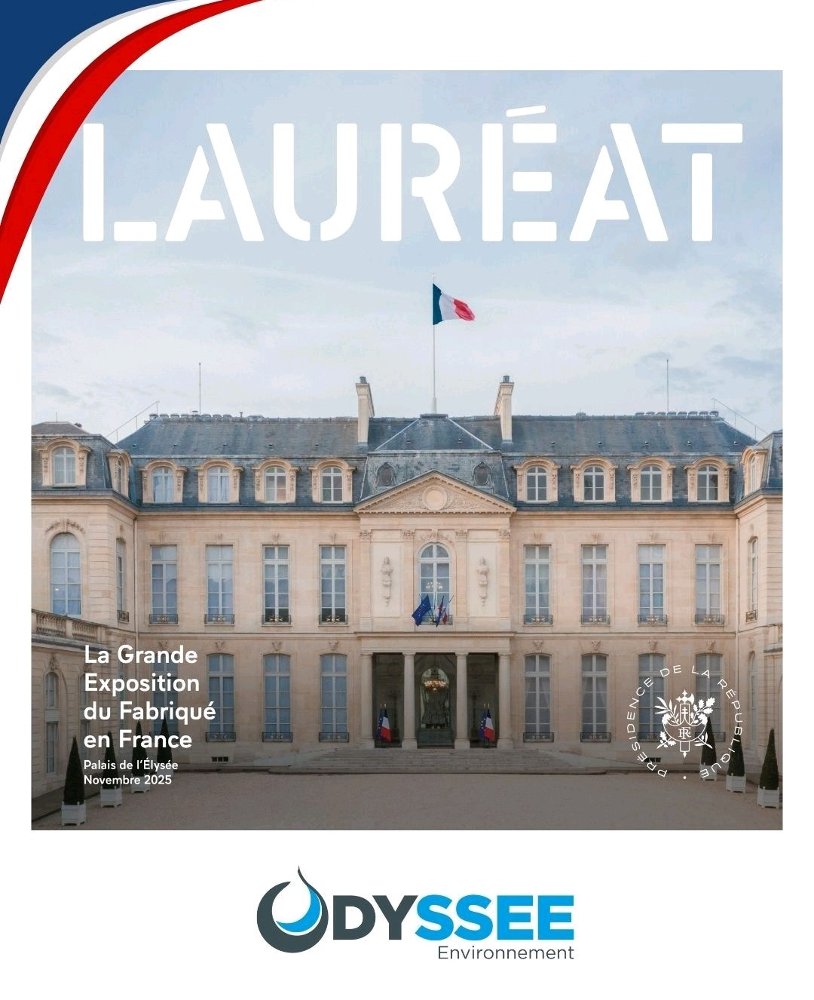 LAURÉAT
La Grande
Exposition
du Fabriqué
en France
Palais de l'Élysée
Novembre 2025
PRÉSIDENCE DE LA RÉPUBLIQUE
RF
ODYSSEE
Environnement